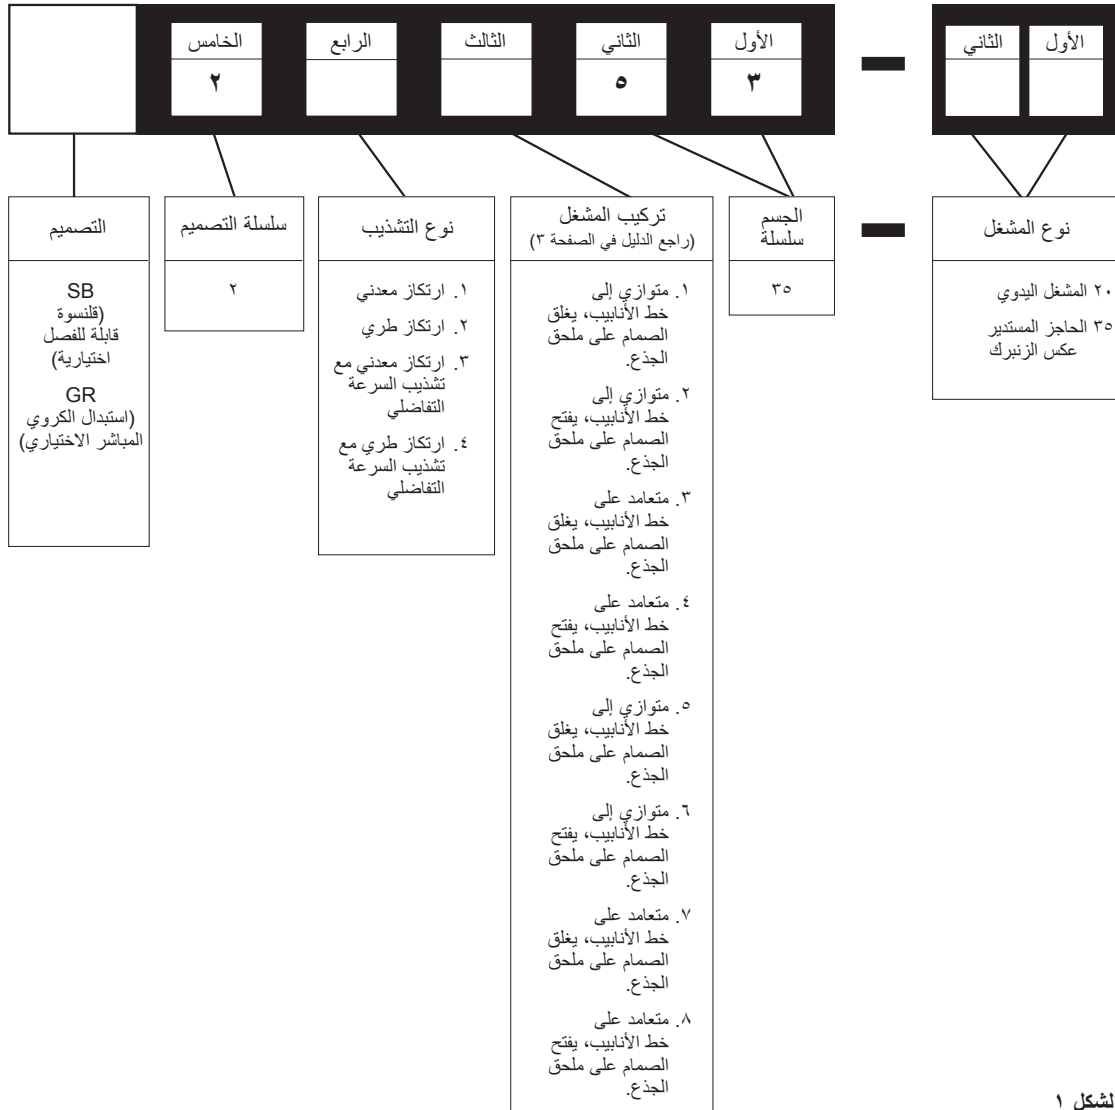 الأول
الثاني
الأول
الثاني
الثالث
الرابع
الخامس
٣
٥
٢
نوع المشغل
٢٠ المشغل اليدوي
٣٥ الحاجز المستدير
عكس الزنبرك
الجسم
سلسلة
٣٥
تركيب المشغل
(راجع الدليل في الصفحة ٣)
١. متوازي إلى
خط الأنابيب، يغلق
الصمام على ملحق
الجذع.
٢. متوازي إلى
خط الأنابيب، يفتح
الصمام على ملحق
الجذع.
٣. متعامد على
خط الأنابيب، يغلق
الصمام على ملحق
الجذع.
٤. متعامد على
خط الأنابيب، يفتح
الصمام على ملحق
الجذع.
٥. متوازي إلى
خط الأنابيب، يغلق
الصمام على ملحق
الجذع.
٦. متوازي إلى
خط الأنابيب، يفتح
الصمام على ملحق
الجذع.
٧. متعامد على
خط الأنابيب، يغلق
الصمام على ملحق
الجذع.
٨. متعامد على
خط الأنابيب، يفتح
الصمام على ملحق
الجذع.
نوع التشذيب
١. ارتكاز معدني
٢. ارتكاز طري
٣. ارتكاز معدني مع
تشذيب السرعة
التفاضلي
٤. ارتكاز طري مع
تشذيب السرعة
التفاضلي
سلسلة التصميم
٢
التصميم
SB
(قلنسوة
قابلة للفصل
اختيارية)
GR
(استبدال الكروي
المباشر الاختياري)
لشكل ١